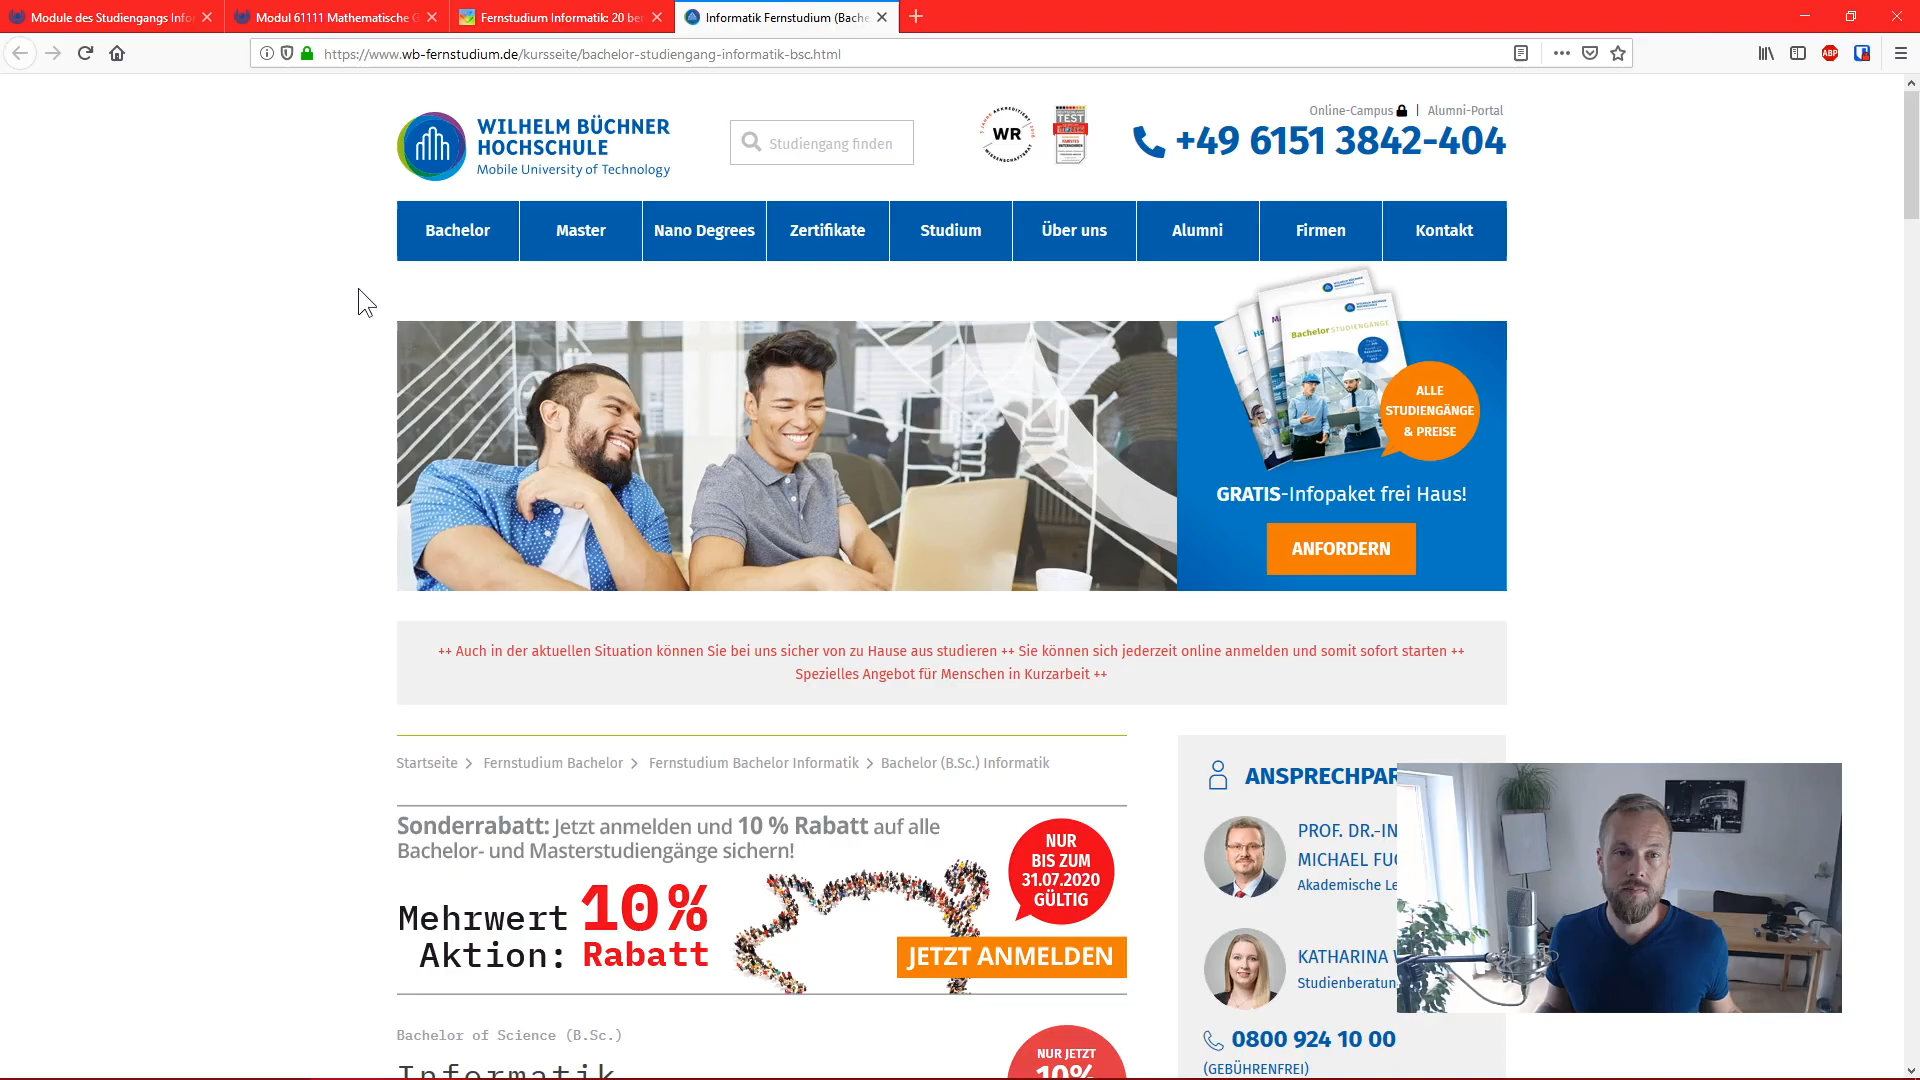 Module des Studiengangs Info
Modul 61111 Mathematische G
Fernstudium Informatik: 20 be
Informatik Fernstudium (Bache
https://www.wb-fernstudium.de/kursseite/bachelor-studiengang-informatik-bsc.html
ABP
WILHELM BÜCHNER
HOCHSCHULE
Mobile University of Technology
Studiengang finden
WR
TEST
Online-Campus | Alumni-Portal
+49 6151 3842-404
Bachelor
Master
Nano Degrees
Zertifikate
Studium
Über uns
Alumni
Firmen
Kontakt
Bachelor STUDIENGÄNGE
ALLE
STUDIENGÄNGE
& PREISE
GRATIS-Infopaket frei Haus!
ANFORDERN
++ Auch in der aktuellen Situation können Sie bei uns sicher von zu Hause aus studieren ++ Sie können sich jederzeit online anmelden und somit sofort starten ++
Spezielles Angebot für Menschen in Kurzarbeit ++
Startseite > Fernstudium Bachelor > Fernstudium Bachelor Informatik > Bachelor (B.Sc.) Informatik
Sonderrabatt: Jetzt anmelden und 10 % Rabatt auf alle
Bachelor- und Masterstudiengänge sichern!
NUR
BIS ZUM
31.07.2020
GÜLTIG
Mehrwert 10%
Aktion: Rabatt
JETZT ANMELDEN
ANSPRECHPAR
PROF. DR.-IN
MICHAEL FUC
Akademische Le
KATHARINA
Studienberatun
0800 924 10 00
(GEBÜHRENFREI)
Bachelor of Science (B.Sc.)
Informatik
NUR JETZT
10%